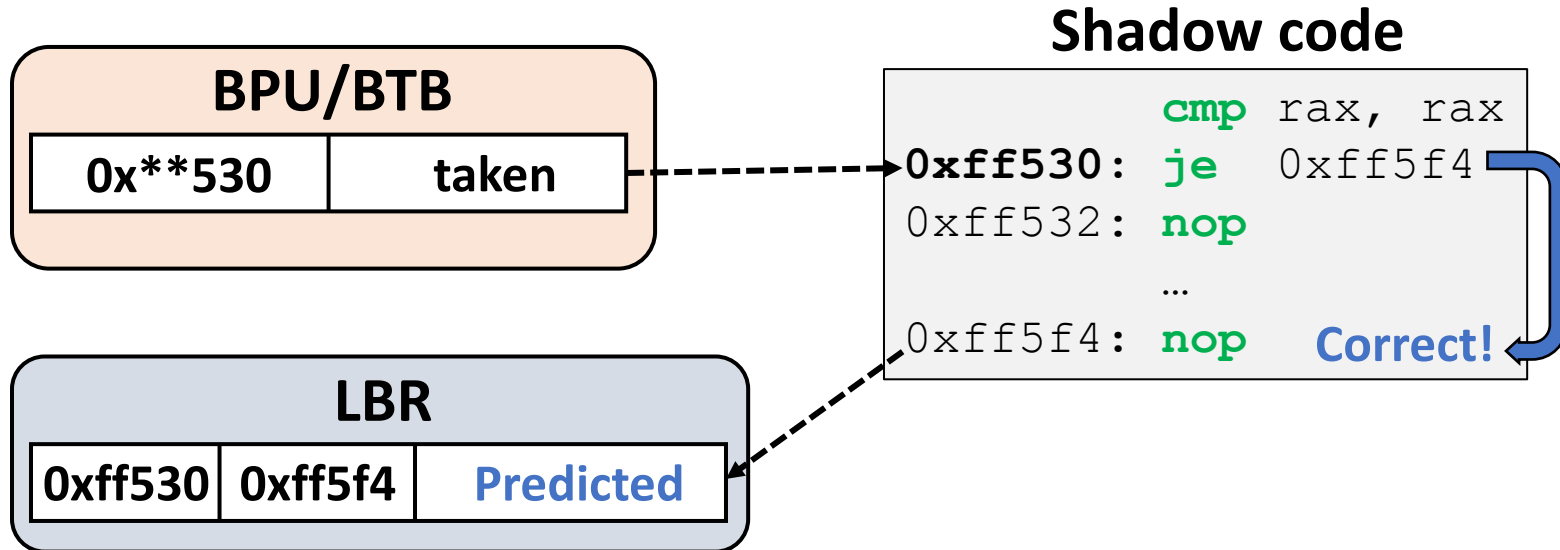 BPU/BTB
0x**530 taken
LBR
0xff530 0xff5f4 Predicted
Shadow code
cmp rax, rax
0xff530: je 0xff5f4
0xff532: nop
…
0xff5f4: nop Correct!